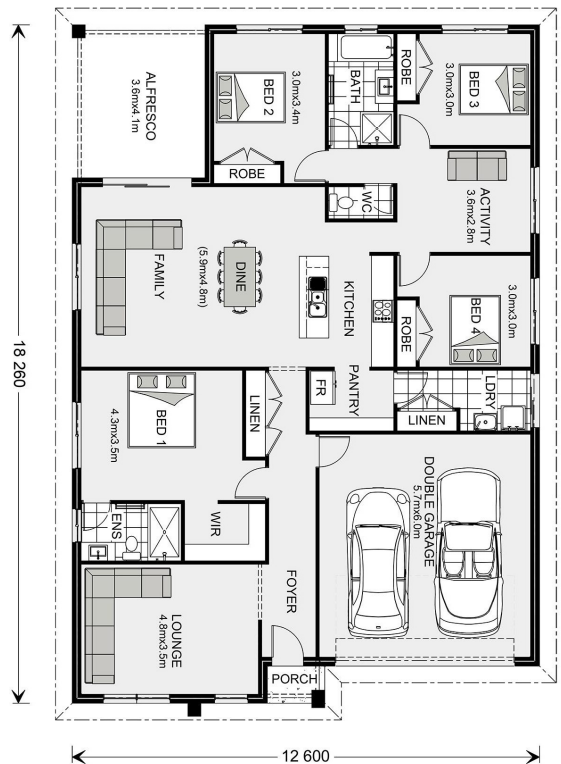 ALFRESCO
3.6mx4.1m
BED 2
3.0mx3.4m
ROBE
BATH
ROBE
BED 3
3.0mx3.0m
WC
ACTIVITY
3.6mx2.8m
FAMILY
DINE
(5.9mx4.8m)
KITCHEN
BED 4
3.0mx3.0m
ROBE
PANTRY
FR
LDRY
LINEN
BED 1
4.3mx3.5m
LINEN
ENS
WIR
DOUBLE GARAGE
5.7mx6.0m
FOYER
LOUNGE
4.8mx3.5m
PORCH
18 260
12 600